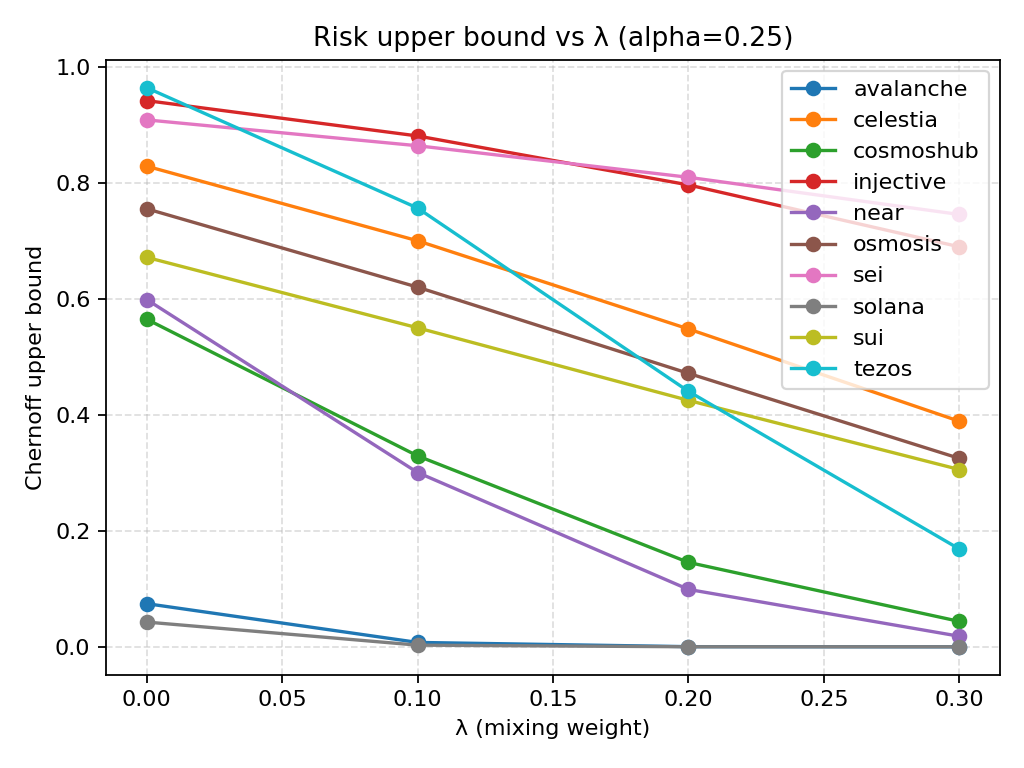 Risk upper bound vs λ (alpha=0.25)
Chernoff upper bound
1.0
0.8
0.6
0.4
0.2
0.0
avalanche
celestia
cosmoshub
injective
near
osmosis
sei
solana
sui
tezos
0.00 0.05 0.10 0.15 0.20 0.25 0.30
λ (mixing weight)